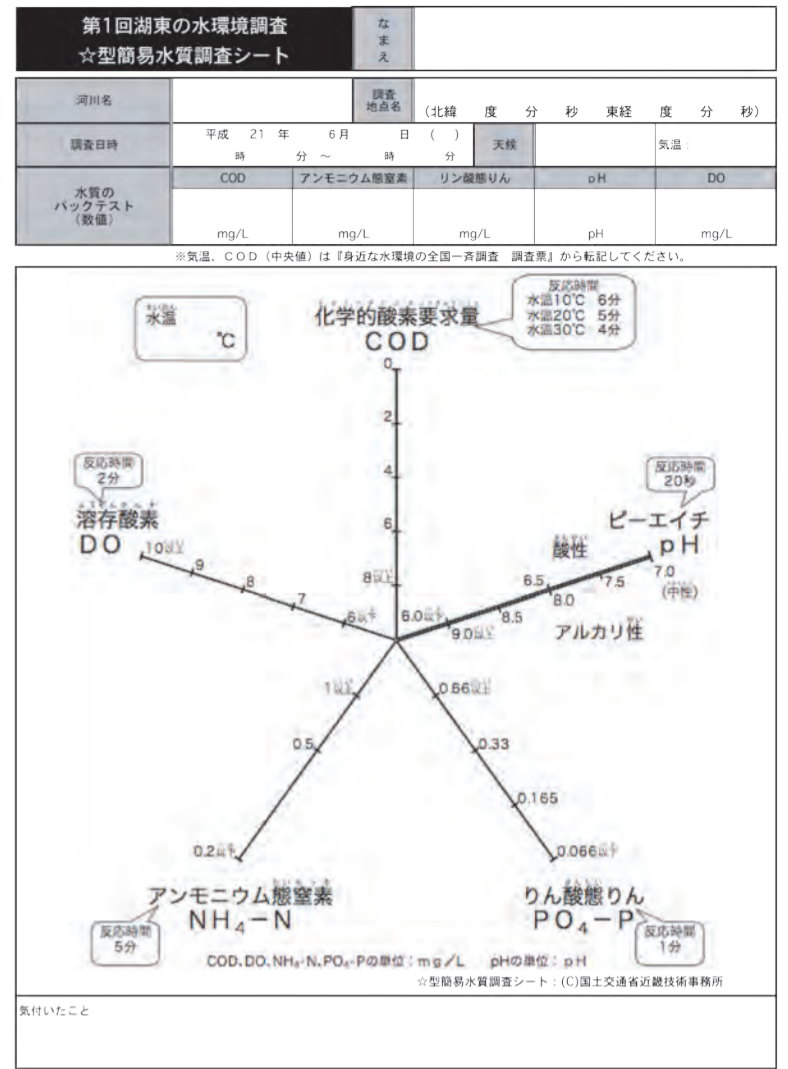 第1回湖東の水環境調査
☆型簡易水質調査シート
なまえ
河川名
調査地点名
（北緯　度　分　秒　東経　度　分　秒）
調査日時
平成　21　年　6月　日　（　）
時　分　～　時　分
天候
気温：
水質のパックテスト（数値）
COD　アンモニウム態窒素　リン酸態りん　pH　DO
mg/L　mg/L　mg/L　pH　mg/L
※気温、ＣＯＤ（中央値）は『身近な水環境の全国一斉調査　調査票』から転記してください。
水温
℃
化学的酸素要求量
COD
反応時間
水温10℃　6分
水温20℃　5分
水温30℃　4分
0
2
4
6
8以上
反応時間
2分
溶存酸素
DO
10以上
9
8
7
6以下
反応時間
20秒
ピーエイチ
pH
7.0
（中性）
酸性
7.5
6.5
8.0
8.5
6.0以下
9.0以上
アルカリ性
1以上
0.5
0.2以下
アンモニウム態窒素
NH₄－N
反応時間
5分
0.66以上
0.33
0.165
0.066以下
りん酸態りん
PO₄－P
反応時間
1分
COD、DO、NH₄-N、PO₄-Pの単位：mg／L　pHの単位：pH
☆型簡易水質調査シート：(C)国土交通省近畿技術事務所
気付いたこと